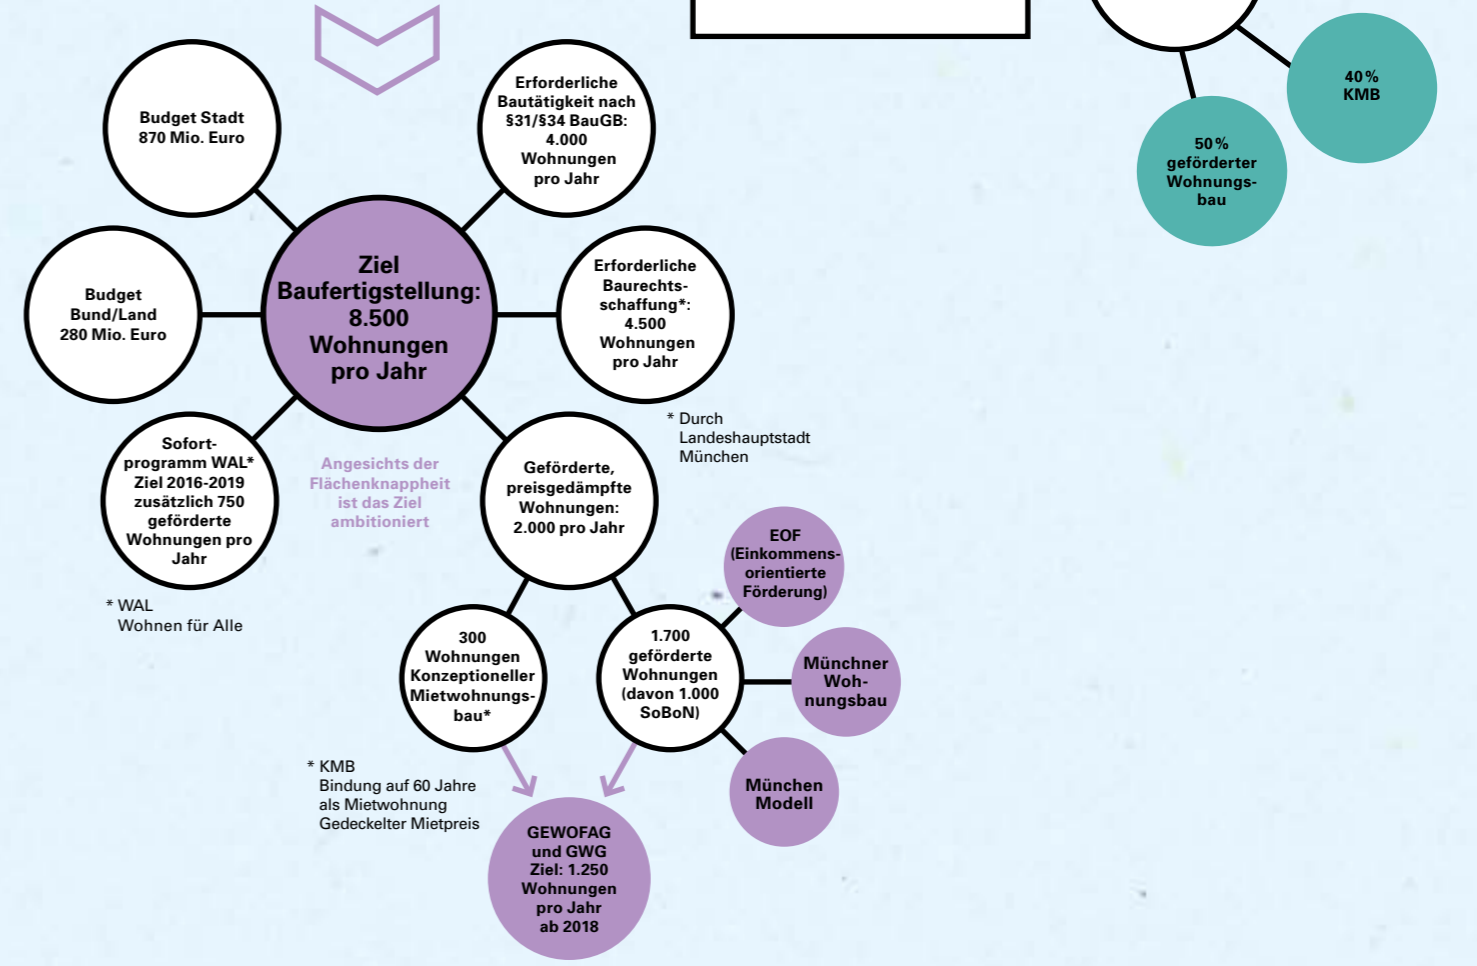 Budget Stadt
870 Mio. Euro
Erforderliche
Bautätigkeit nach
§31/§34 BauGB:
4.000
Wohnungen
pro Jahr
40 %
KMB
50 %
geförderter
Wohnungs-
bau
Ziel
Baufertigstellung:
8.500
Wohnungen
pro Jahr
Budget
Bund/Land
280 Mio. Euro
Erforderliche
Baurechts-
schaffung*:
4.500
Wohnungen
pro Jahr
* Durch
Landeshauptstadt
München
Sofort-
programm WAL*
Ziel 2016-2019
zusätzlich 750
geförderte
Wohnungen pro
Jahr
* WAL
Wohnen für Alle
Angesichts der
Flächenknappheit
ist das Ziel
ambitioniert
Geförderte,
preisgedämpfte
Wohnungen:
2.000 pro Jahr
300
Wohnungen
Konzeptioneller
Mietwohnungs-
bau*
* KMB
Bindung auf 60 Jahre
als Mietwohnung
Gedeckelter Mietpreis
1.700
geförderte
Wohnungen
(davon 1.000
SoBoN)
EOF
(Einkommens-
orientierte
Förderung)
Münchner
Woh-
nungsbau
München
Modell
GEWOFAG
und GWG
Ziel: 1.250
Wohnungen
pro Jahr
ab 2018